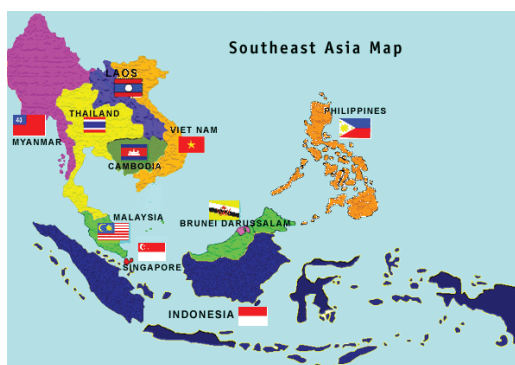 Southeast Asia Map
LAOS
THAILAND
PHILIPPINES
MYANMAR
VIET NAM
CAMBODIA
MALAYSIA
BRUNEI DARUSSALAM
SINGAPORE
INDONESIA